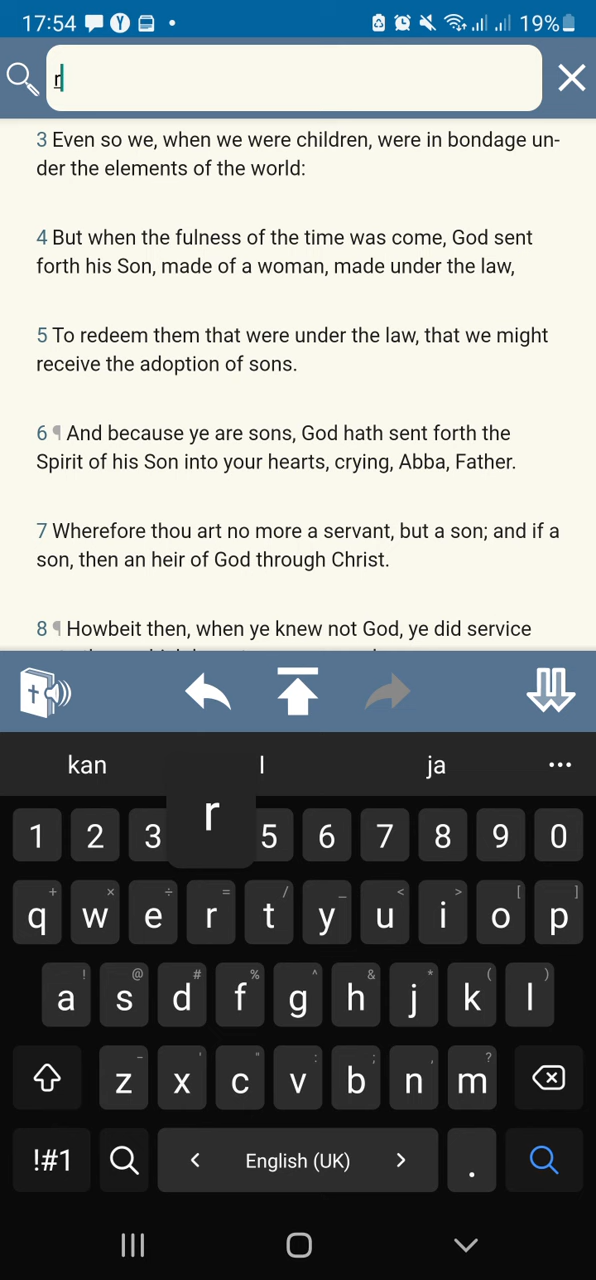 17:54 19%
r
3 Even so we, when we were children, were in bondage un-
der the elements of the world:
4 But when the fulness of the time was come, God sent
forth his Son, made of a woman, made under the law,
5 To redeem them that were under the law, that we might
receive the adoption of sons.
6 ¶ And because ye are sons, God hath sent forth the
Spirit of his Son into your hearts, crying, Abba, Father.
7 Wherefore thou art no more a servant, but a son; and if a
son, then an heir of God through Christ.
8 ¶ Howbeit then, when ye knew not God, ye did service
kan I ja ...
r
1 2 3 5 6 7 8 9 0
+ × ÷ = / _ < > [ ]
q w e r t y u i o p
! @ # % ^ & * ( )
a s d f g h j k l
- ' " : ; , ?
z x c v b n m
!#1 < English (UK) > .